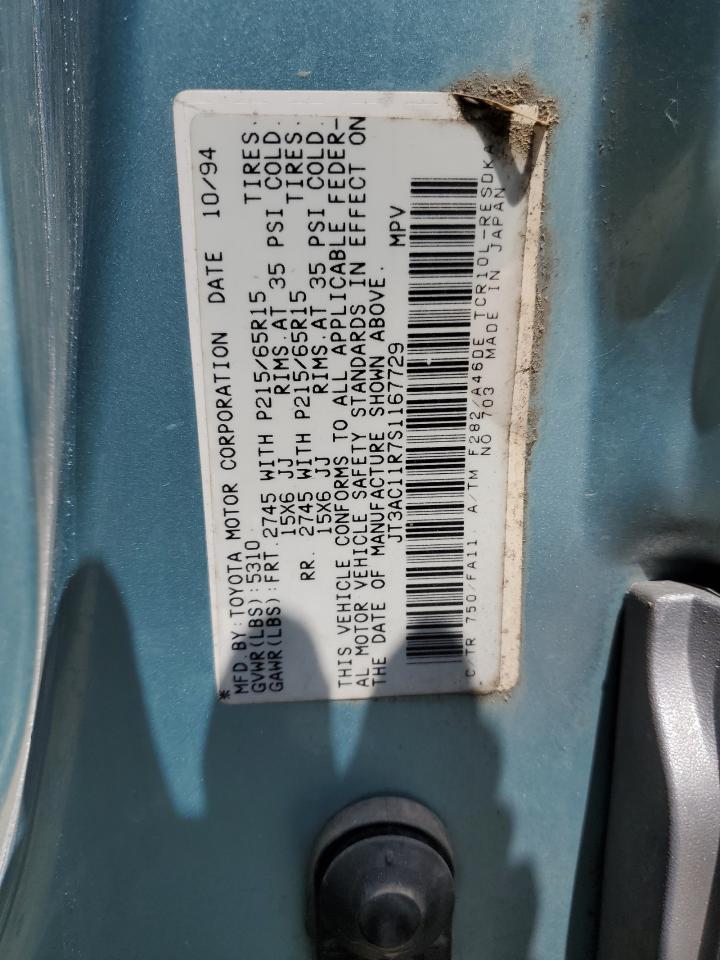 *
MFD.BY:TOYOTA MOTOR CORPORATION DATE 10/94
GVWR(LBS):5310
GAWR(LBS):FRT.2745 WITH P215/65R15 TIRES.
15X6 JJ RIMS.AT 35 PSI COLD
RR. 2745 WITH P215/65R15 TIRES.
15X6 JJ RIMS.AT 35 PSI COLD
THIS VEHICLE CONFORMS TO ALL APPLICABLE FEDER-
AL MOTOR VEHICLE SAFETY STANDARDS IN EFFECT ON
THE DATE OF MANUFACTURE SHOWN ABOVE.
JT3AC11R7S1167729 MPV
C/TR 750/FA11 A/TM F282/A46DE TCR10L-RESDKA
NO 703 MADE IN JAPAN